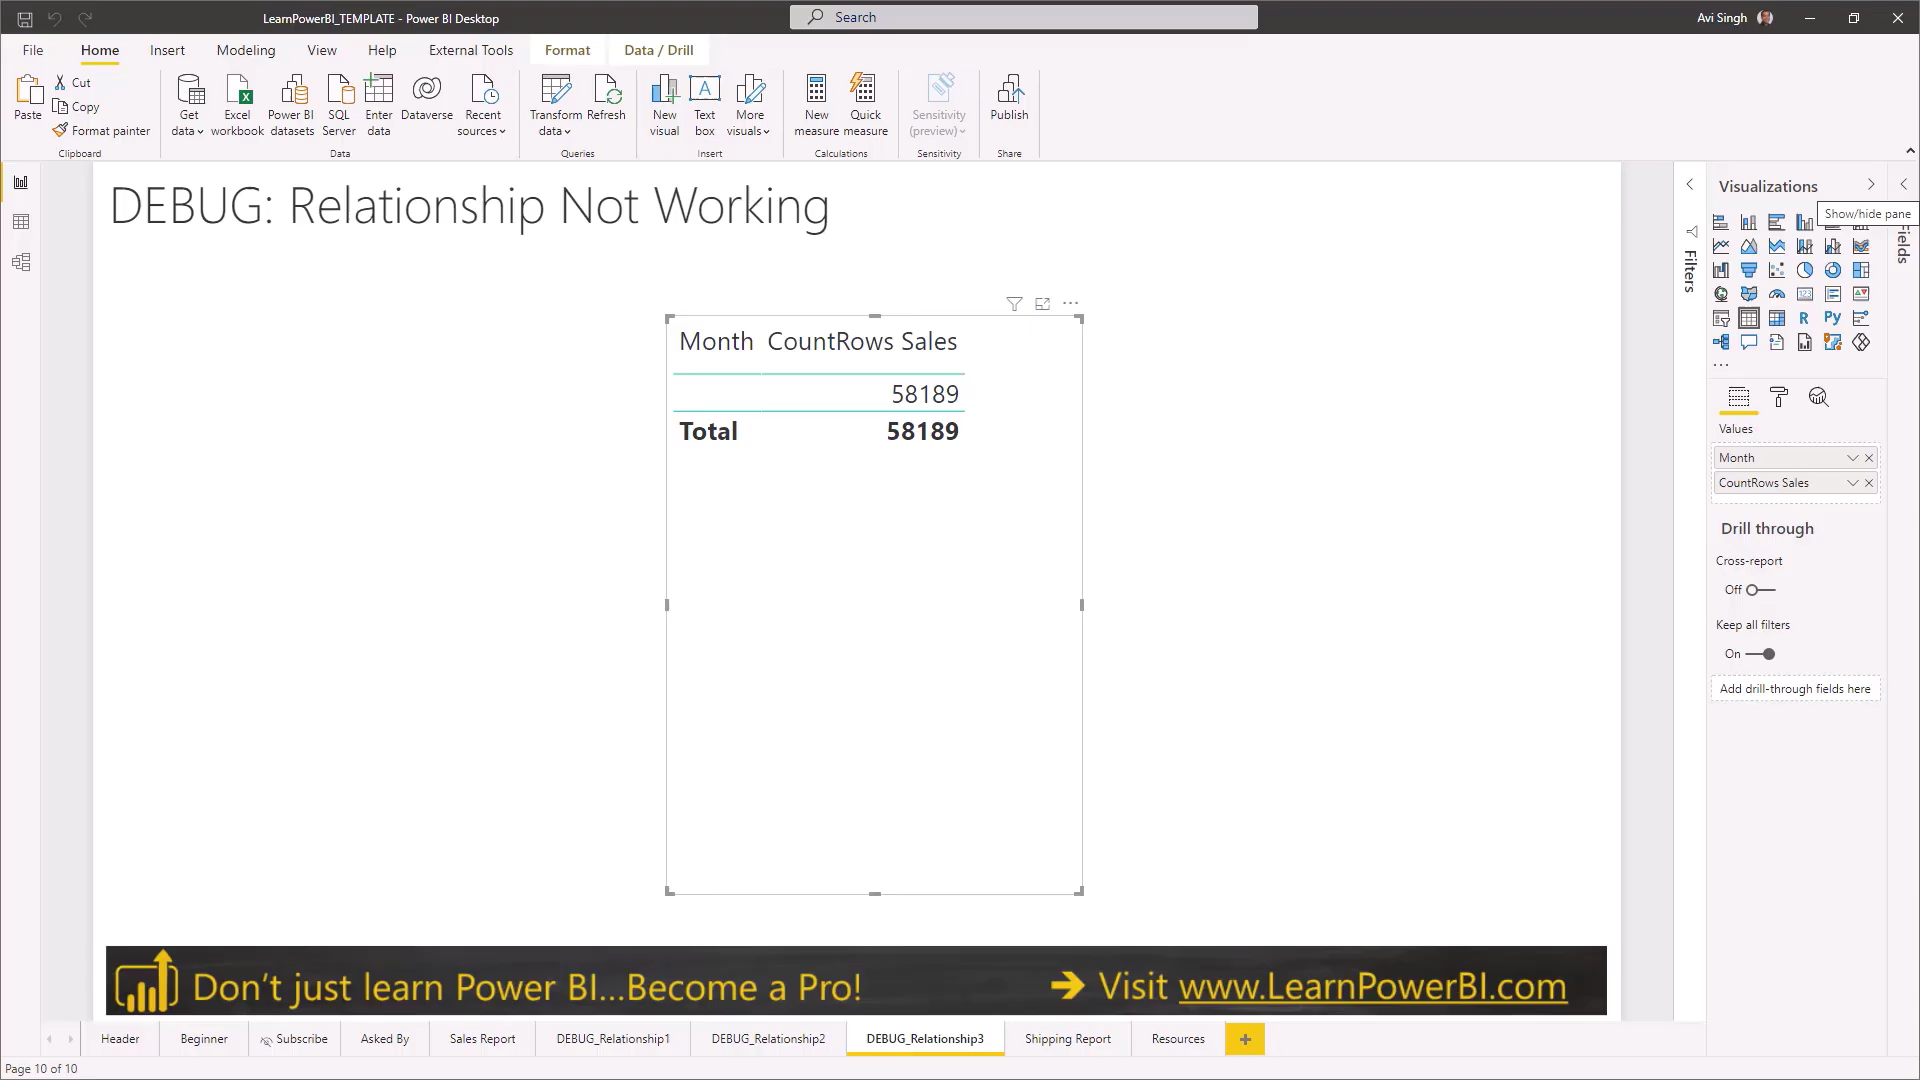 LearnPowerBI_TEMPLATE - Power BI Desktop
Search
Avi Singh
File Home Insert Modeling View Help External Tools Format Data / Drill
Paste
Cut
Copy
Format painter
Clipboard
Get data
Excel workbook
Power BI datasets
SQL Server
Enter data
Dataverse
Recent sources
Data
Transform data
Refresh
Queries
New visual
Text box
More visuals
Insert
New measure
Quick measure
Calculations
Sensitivity (preview)
Sensitivity
Publish
Share
DEBUG: Relationship Not Working
Month CountRows Sales
58189
Total 58189
Filters
Visualizations
Show/hide pane
Fields
R
Py
123
Values
Month
CountRows Sales
Drill through
Cross-report
Off
Keep all filters
On
Add drill-through fields here
Don't just learn Power BI...Become a Pro!
Visit www.LearnPowerBI.com
Header Beginner Subscribe Asked By Sales Report DEBUG_Relationship1 DEBUG_Relationship2 DEBUG_Relationship3 Shipping Report Resources
Page 10 of 10